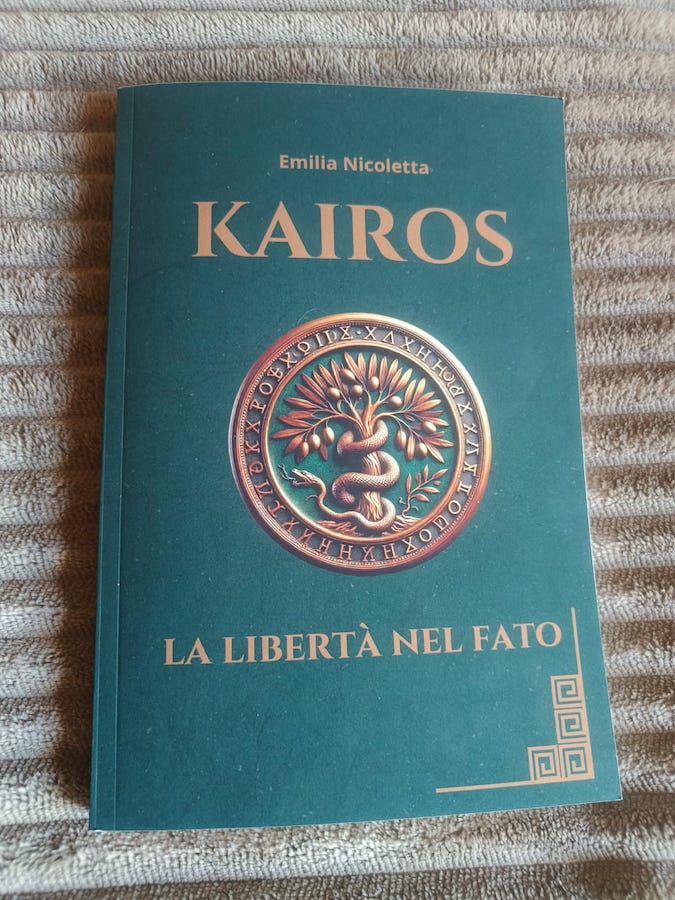 Emilia Nicoletta
KAIROS
LA LIBERTÀ NEL FATO